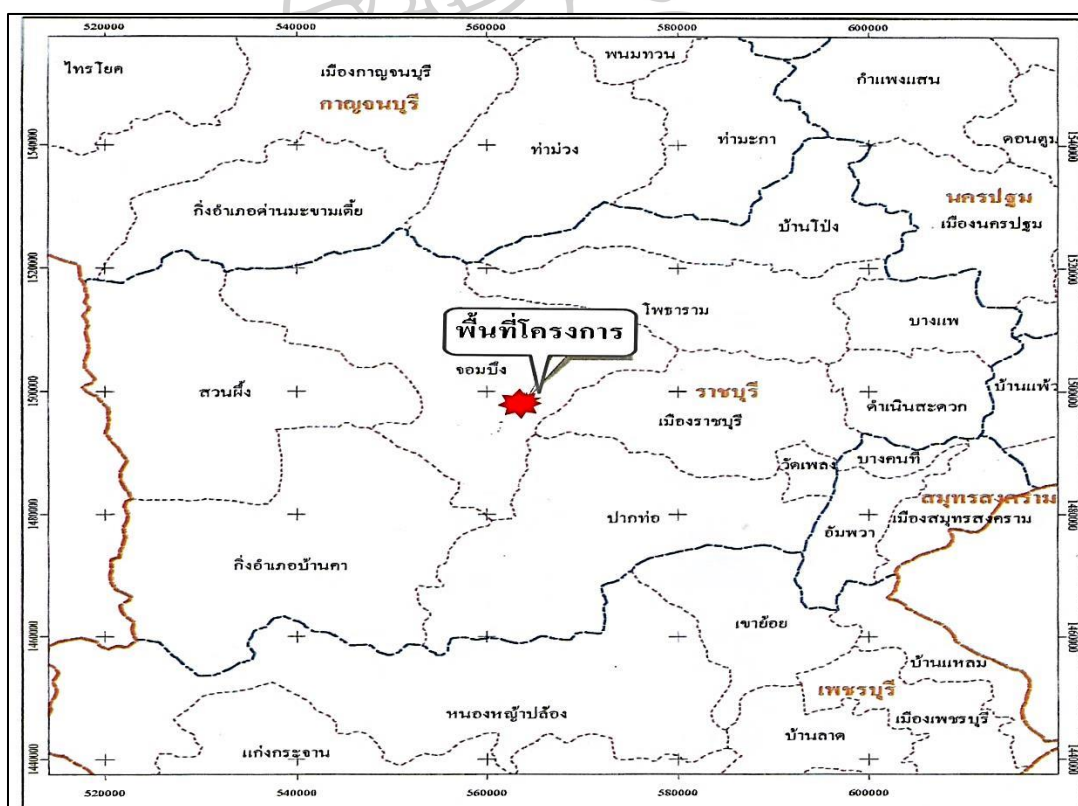 520000 540000 560000 580000 600000
ไทรโยค
เมืองกาญจนบุรี
กาญจนบุรี
พนมทวน
กำแพงแสน
ท่าม่วง
ท่ามะกา
ดอนตูม
1540000
1540000
กิ่งอำเภอด่านมะขามเตี้ย
นครปฐม
เมืองนครปฐม
บ้านโป่ง
1520000
1520000
โพธาราม
บางแพ
พื้นที่โครงการ
จอมบึง
สวนผึ้ง
ราชบุรี
เมืองราชบุรี
ดำเนินสะดวก
บ้านแพ้ว
1500000
1500000
วัดเพลง
บางคนที
สมุทรสงคราม
เมืองสมุทรสงคราม
1480000
1480000
ปากท่อ
อัมพวา
กิ่งอำเภอบ้านคา
1460000
1460000
เขาย้อย
บ้านแหลม
เพชรบุรี
เมืองเพชรบุรี
หนองหญ้าปล้อง
บ้านลาด
แก่งกระจาน
1440000
1440000
520000 540000 560000 580000 600000